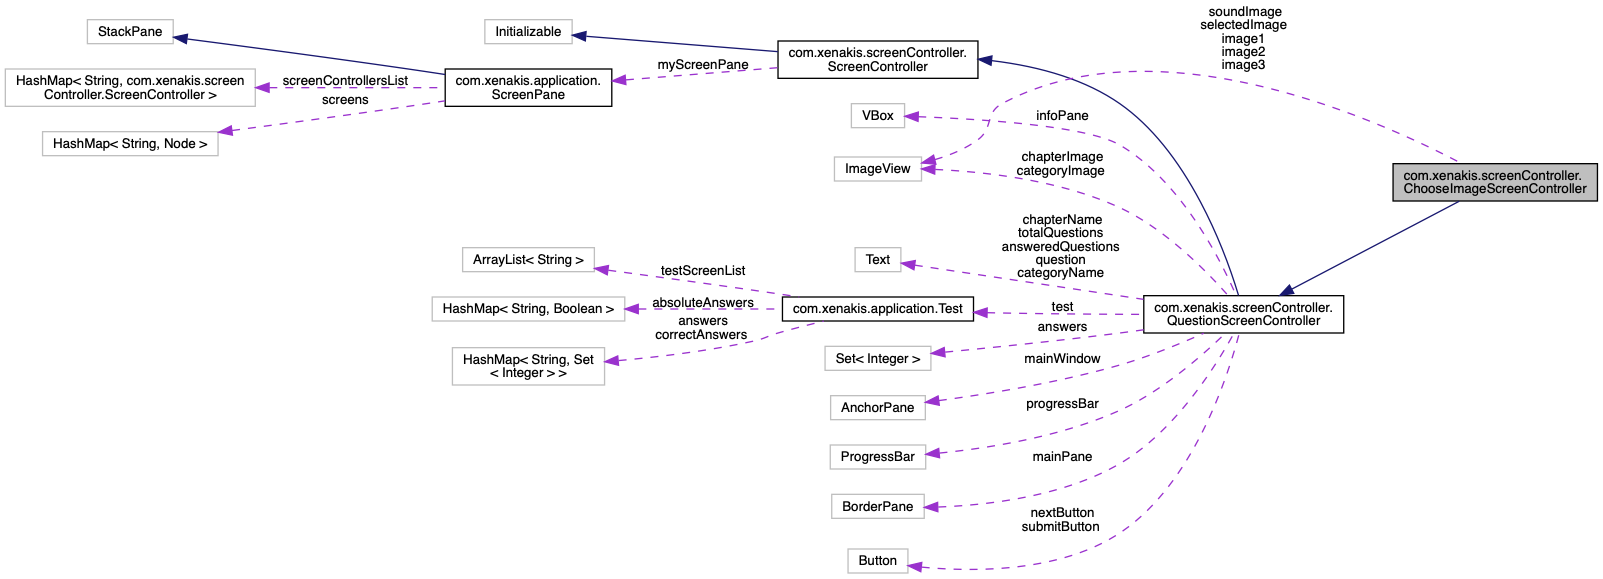 soundImage
selectedImage
image1
image2
image3
StackPane
Initializable
com.xenakis.screenController.
ScreenController
myScreenPane
HashMap< String, com.xenakis.screen
Controller.ScreenController >
screenControllersList
com.xenakis.application.
ScreenPane
screens
HashMap< String, Node >
VBox
infoPane
ImageView
chapterImage
categoryImage
com.xenakis.screenController.
ChooseImageScreenController
chapterName
totalQuestions
answeredQuestions
question
categoryName
Text
ArrayList< String >
testScreenList
HashMap< String, Boolean >
absoluteAnswers
com.xenakis.application.Test
test
com.xenakis.screenController.
QuestionScreenController
answers
correctAnswers
answers
HashMap< String, Set
< Integer > >
Set< Integer >
mainWindow
AnchorPane
progressBar
ProgressBar
mainPane
BorderPane
nextButton
submitButton
Button